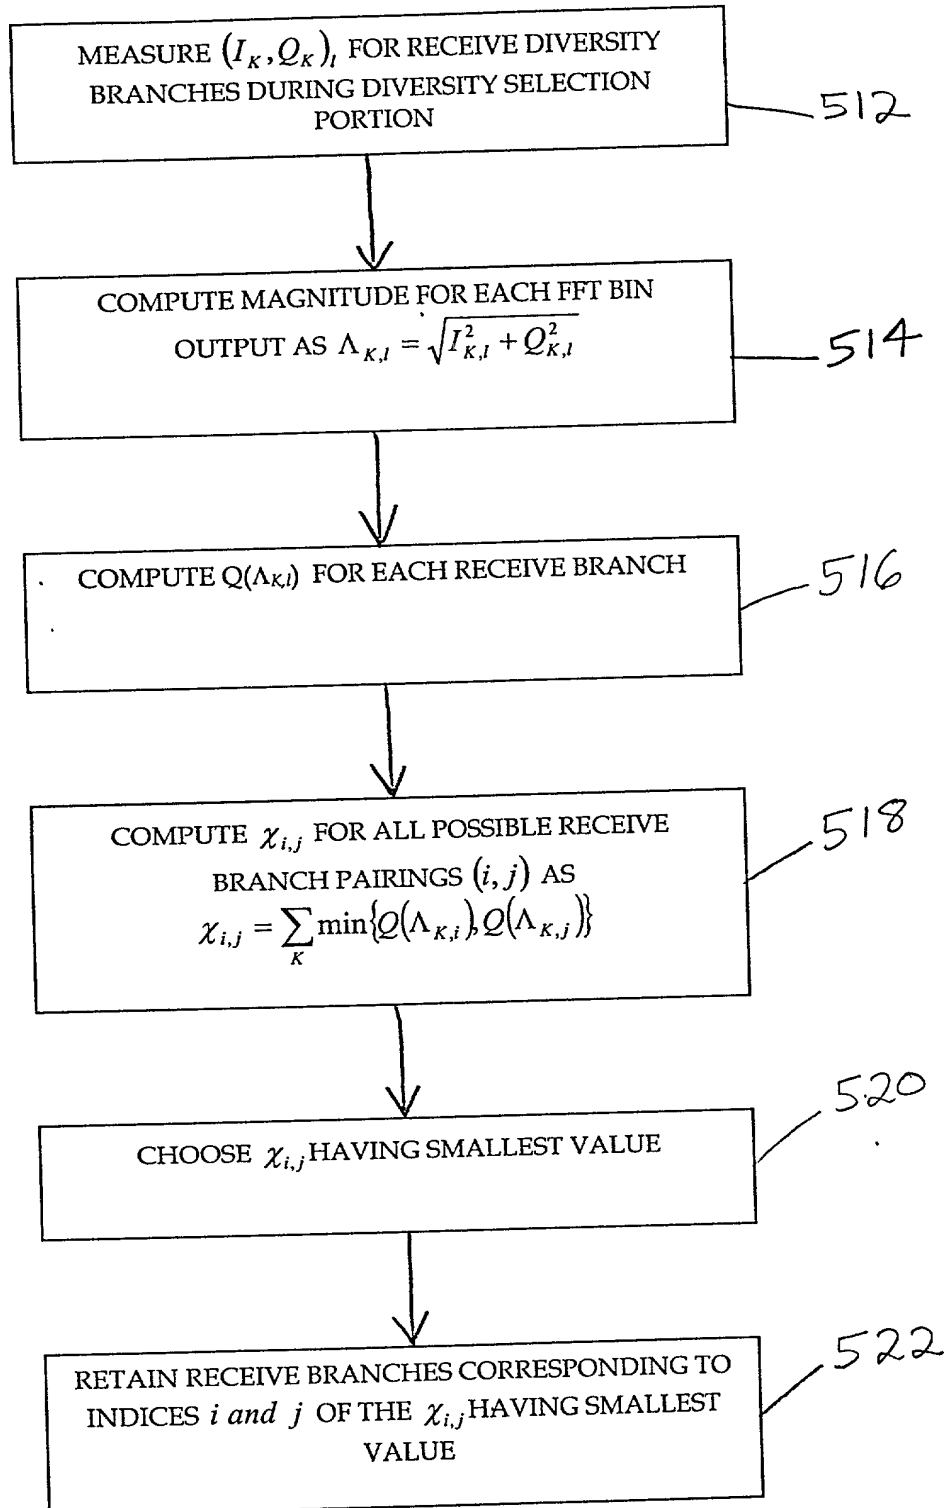 MEASURE (I_K, Q_K)_l FOR RECEIVE DIVERSITY
BRANCHES DURING DIVERSITY SELECTION
PORTION
512
COMPUTE MAGNITUDE FOR EACH FFT BIN
OUTPUT AS Λ_{K,l} = √(I²_{K,l} + Q²_{K,l})
514
COMPUTE Q(Λ_{K,l}) FOR EACH RECEIVE BRANCH
516
COMPUTE χ_{i,j} FOR ALL POSSIBLE RECEIVE
BRANCH PAIRINGS (i, j) AS
χ_{i,j} = ∑_K min{Q(Λ_{K,i}), Q(Λ_{K,j})}
518
CHOOSE χ_{i,j} HAVING SMALLEST VALUE
520
RETAIN RECEIVE BRANCHES CORRESPONDING TO
INDICES i and j OF THE χ_{i,j} HAVING SMALLEST
VALUE
522